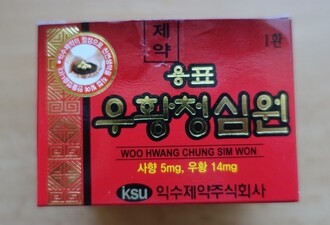 제약
1환
용표
우황청심원
WOO HWANG CHUNG SIM WON
사향 5mg, 우황 14mg
ksu 익수제약주식회사